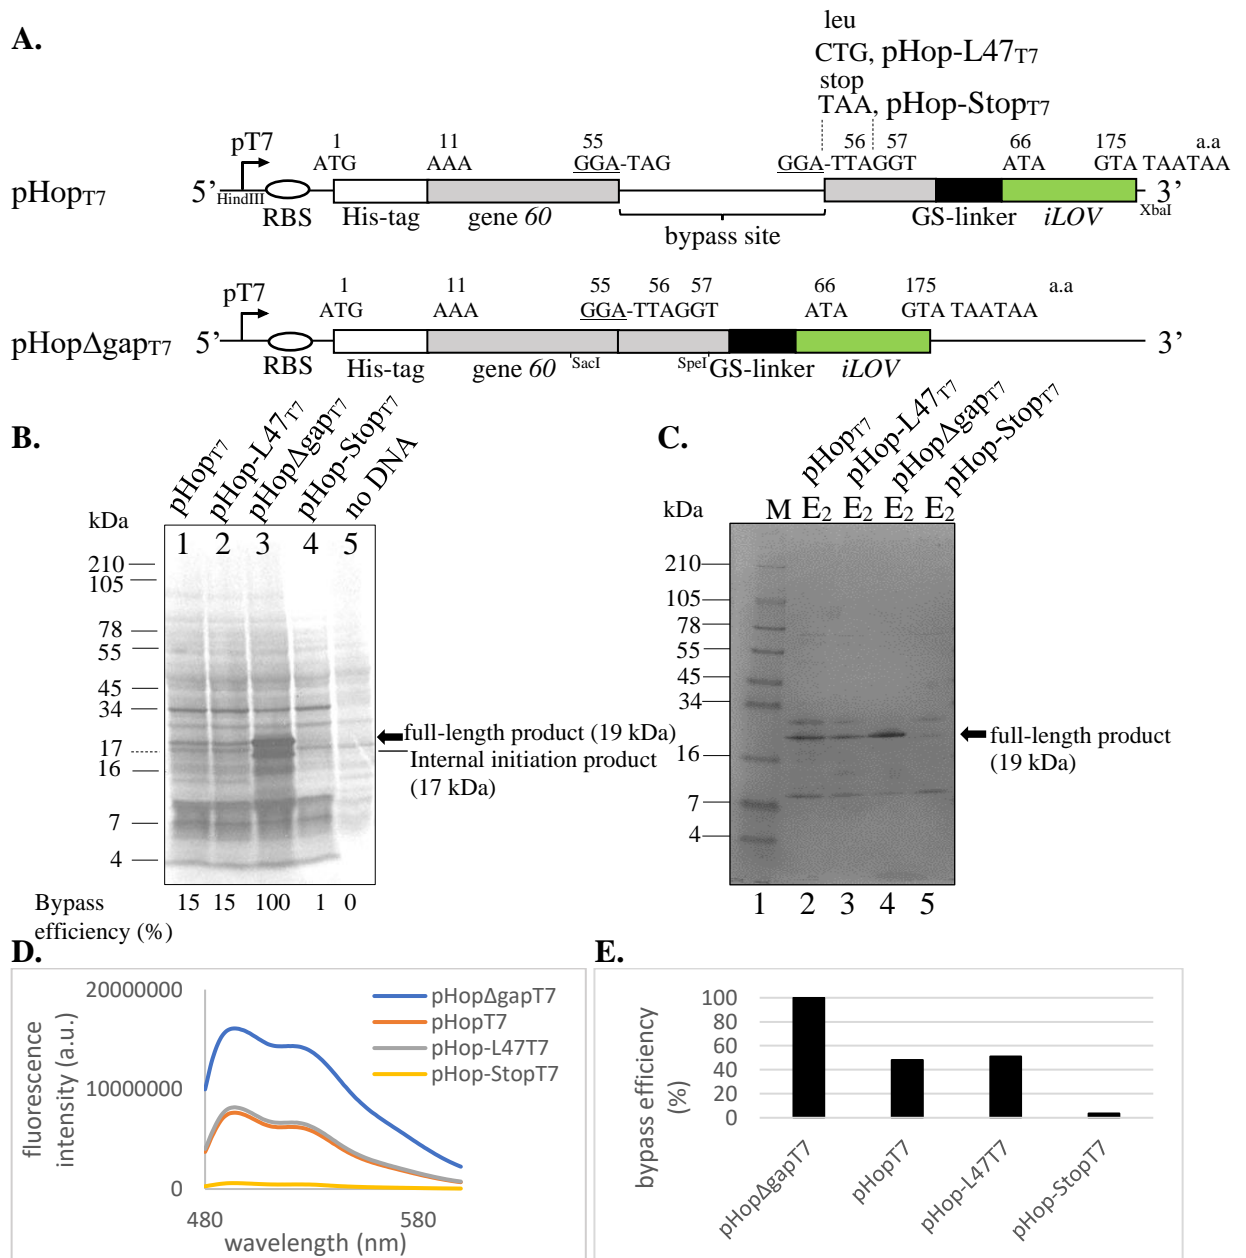 A.
leu
CTG, pHop-L47T7
stop
TAA, pHop-StopT7
pT7 1 11 55 56 57 66 175 a.a
ATG AAA GGA-TAG GGA-TTAGGT ATA GTA TAATAA
pHopT7 5’ 3’
HindIII RBS His-tag gene 60 bypass site GS-linker iLOV XbaI
pT7 1 11 55 56 57 66 175 a.a
ATG AAA GGA-TTAGGT ATA GTA TAATAA
pHopΔgapT7 5’ 3’
RBS His-tag gene 60 SacI SpeI GS-linker iLOV
B.
pHopT7 pHop-L47T7 pHopΔgapT7 pHop-StopT7 no DNA
kDa
1 2 3 4 5
210
105
78
55
45
34
17
16
7
4
full-length product (19 kDa)
Internal initiation product
(17 kDa)
Bypass efficiency (%) 15 15 100 1 0
C.
pHopT7 pHop-L47T7 pHopΔgapT7 pHop-StopT7
kDa M E2 E2 E2 E2
210
105
78
55
45
34
16
7
4
full-length product
(19 kDa)
1 2 3 4 5
D.
fluorescence
intensity (a.u.)
20000000
10000000
0
480 580
wavelength (nm)
pHopΔgapT7
pHopT7
pHop-L47T7
pHop-StopT7
E.
bypass efficiency
(%)
100
80
60
40
20
0
pHopΔgapT7 pHopT7 pHop-L47T7 pHop-StopT7